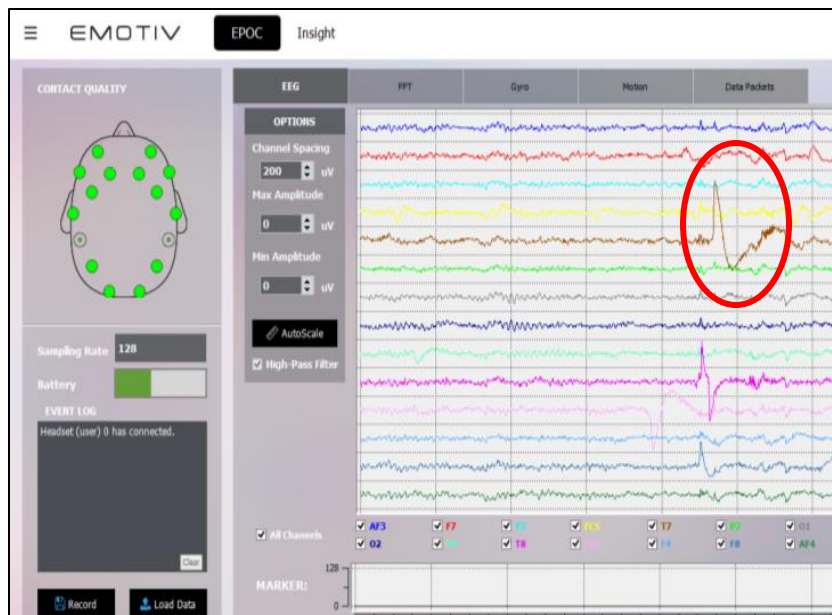 EMOTIV EPOC Insight
CONTACT QUALITY
EEG FFT Gyro Motion Data Packets
OPTIONS
Channel Spacing
200 uV
Max Amplitude
0 uV
Min Amplitude
0 uV
AutoScale
High-Pass Filter
Sampling Rate 128
Battery
EVENT LOG
Headset (user) 0 has connected.
Clear
Record Load Data
All Channels
AF3 F7 F3 FC5 T7 P7 O1
O2 T8 F4 F8 AF4
MARKER:
128
0